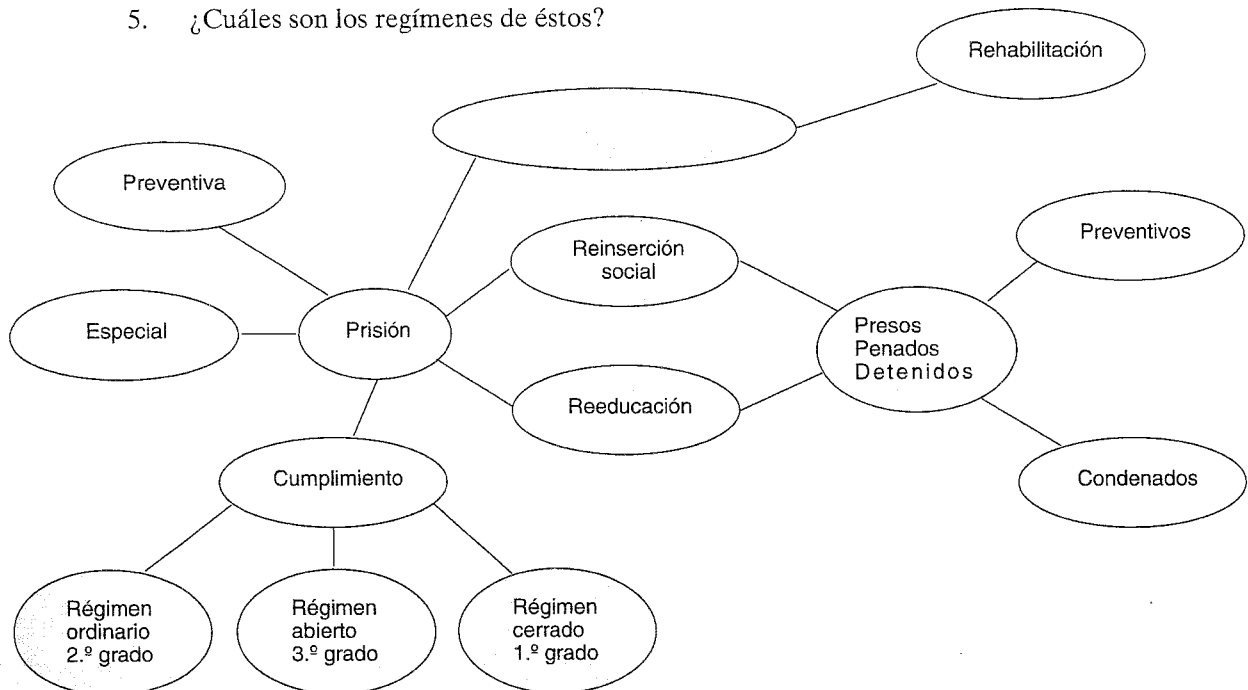 5. ¿Cuáles son los regímenes de éstos?
Rehabilitación
Preventiva
Reinserción
social
Preventivos
Especial
Prisión
Presos
Penados
Detenidos
Reeducación
Cumplimiento
Condenados
Régimen
ordinario
2.º grado
Régimen
abierto
3.º grado
Régimen
cerrado
1.º grado